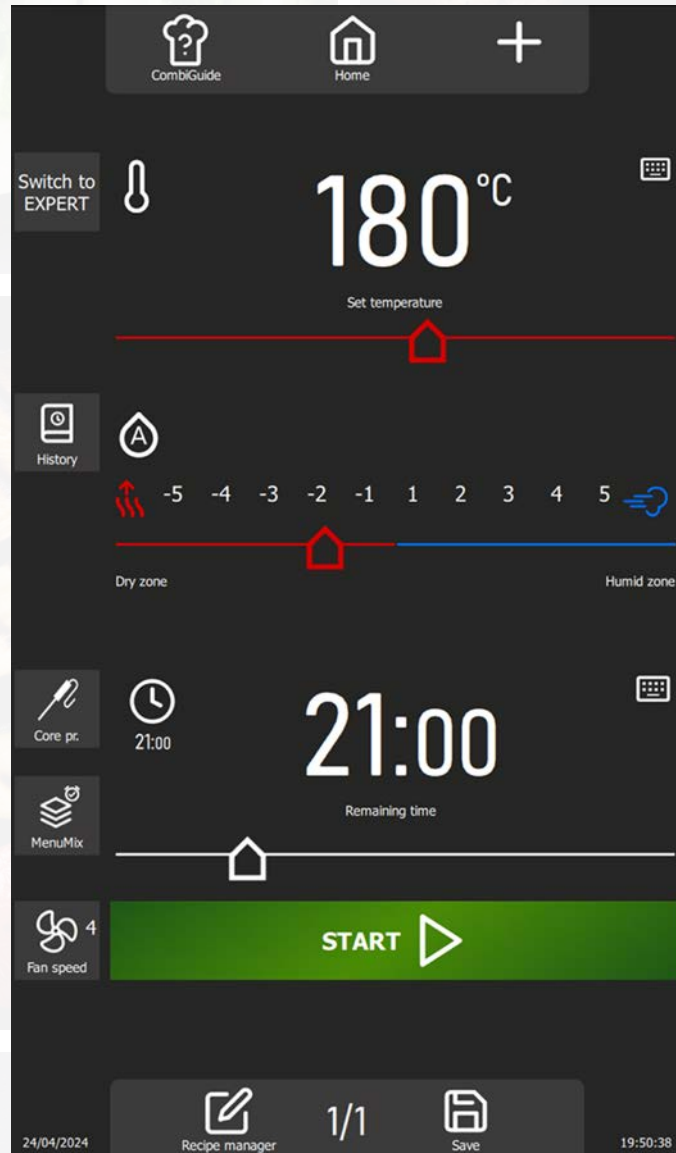 CombiGuide
Home
Switch to
EXPERT
180°C
Set temperature
History
A
-5 -4 -3 -2 -1 1 2 3 4 5
Dry zone
Humid zone
Core pr.
21:00
21:00
Remaining time
MenuMix
4
Fan speed
START
Recipe manager
1/1
Save
24/04/2024
19:50:38